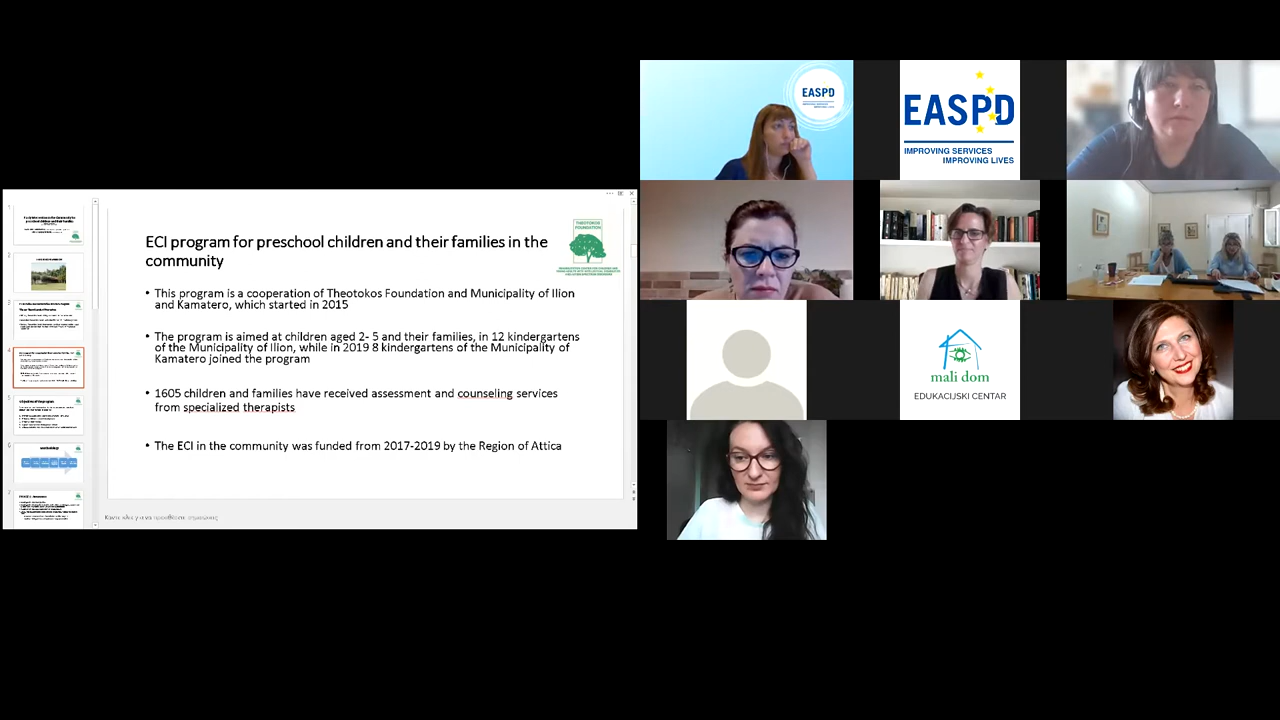 ECI program for preschool children and their families in the
community
THEOTOKOS
FOUNDATION
• This program is a cooperation of Theotokos Foundation and Municipality of Ilion
and Kamatero, which started in 2015
• The program is aimed at children aged 2- 5 and their families, in 12 kindergartens
of the Municipality of Ilion, while in 2019 8 kindergartens of the Municipality of
Kamatero joined the program
• 1605 children and families have received assessment and counseling services
from specialized therapists
• The ECI in the community was funded from 2017-2019 by the Region of Attica
EASPD
EASPD
IMPROVING SERVICES
IMPROVING LIVES
mali dom
EDUKACIJSKI CENTAR